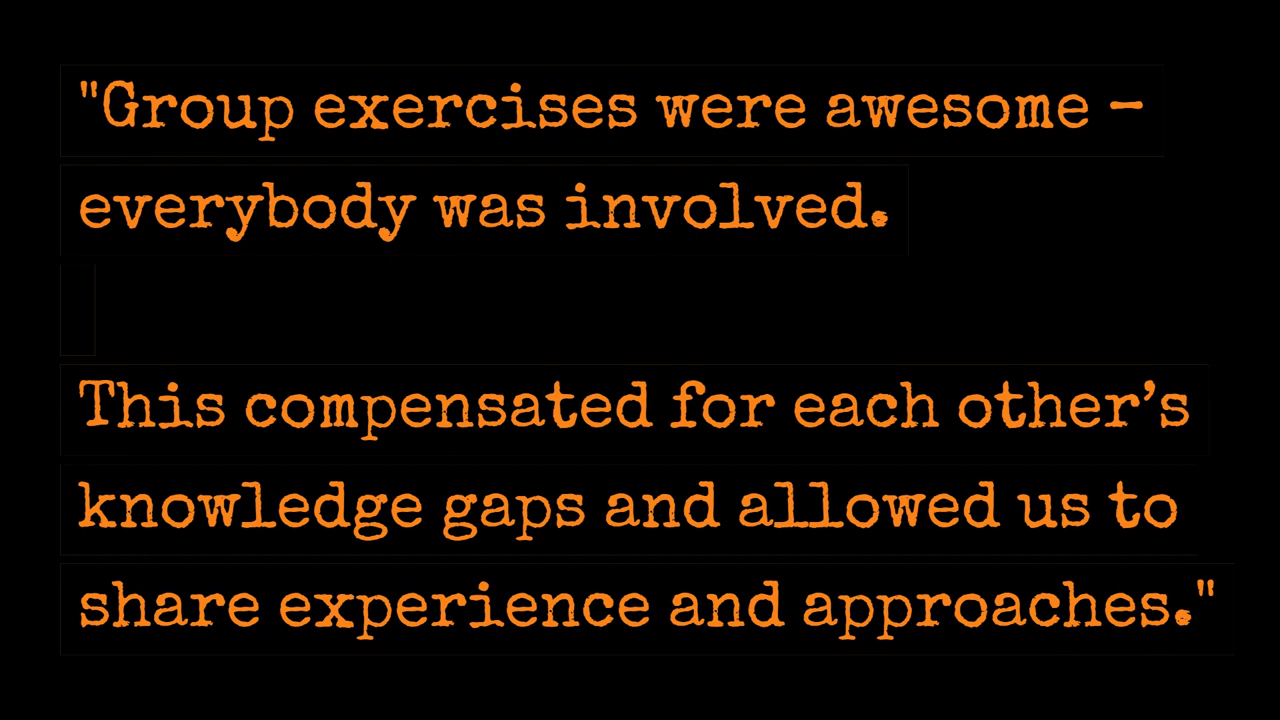 "Group exercises were awesome –
everybody was involved.
This compensated for each other’s
knowledge gaps and allowed us to
share experience and approaches."